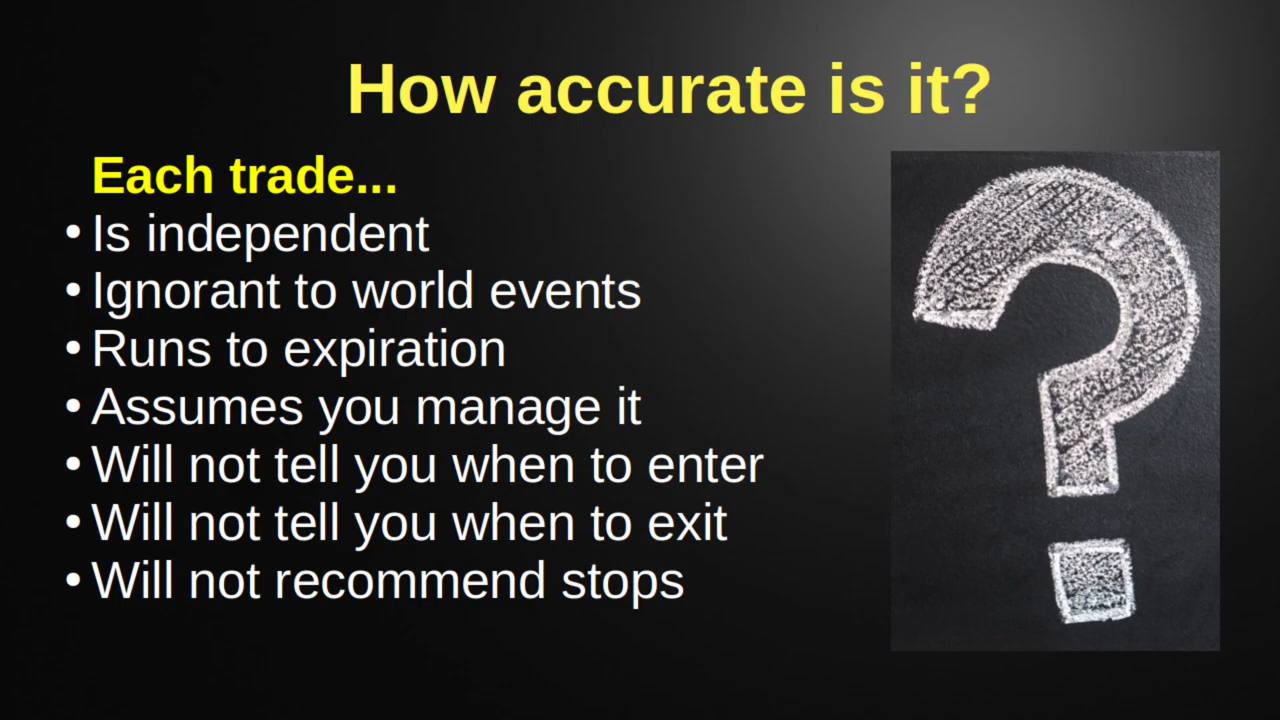 How accurate is it?
Each trade...
• Is independent
• Ignorant to world events
• Runs to expiration
• Assumes you manage it
• Will not tell you when to enter
• Will not tell you when to exit
• Will not recommend stops
?